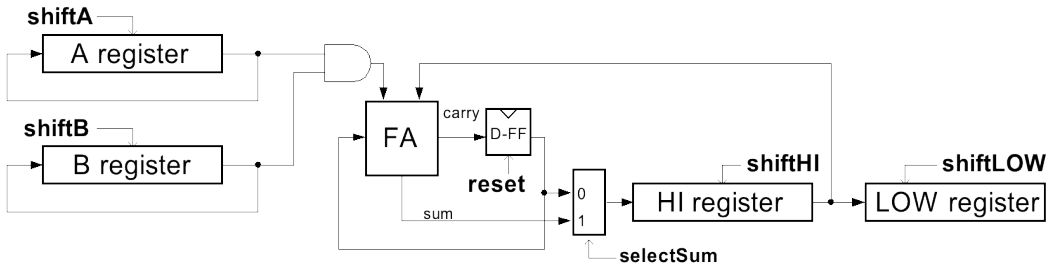 shiftA
A register
shiftB
B register
FA
carry
D-FF
reset
sum
0
1
selectSum
shiftHI
HI register
shiftLOW
LOW register